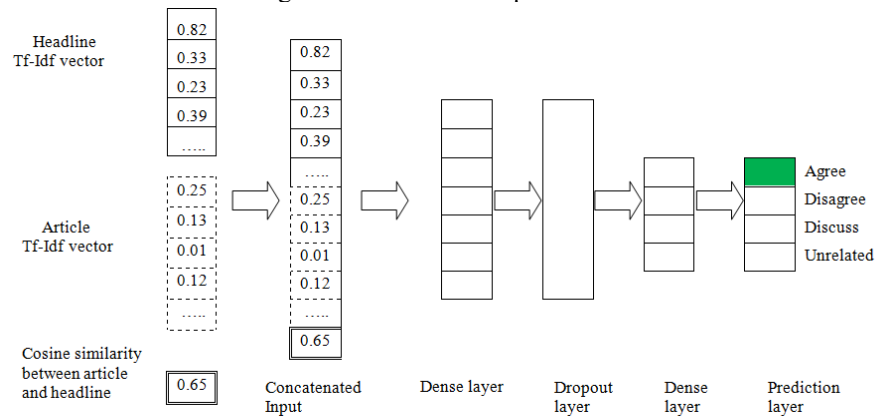 Headline
Tf-Idf vector
0.82
0.33
0.23
0.39
.....
Article
Tf-Idf vector
0.25
0.13
0.01
0.12
.....
Cosine similarity
between article
and headline
0.65
0.82
0.33
0.23
0.39
.....
0.25
0.13
0.01
0.12
.....
0.65
Concatenated
Input
Dense layer
Dropout
layer
Dense
layer
Agree
Disagree
Discuss
Unrelated
Prediction
layer